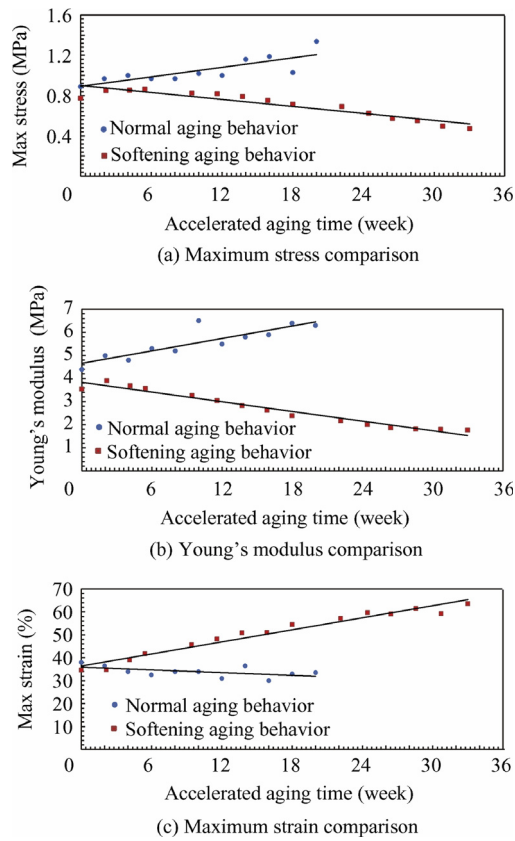 1.6
1.2
0.8
0.4
Max stress (MPa)
Normal aging behavior
Softening aging behavior
0 6 12 18 24 30 36
Accelerated aging time (week)
(a) Maximum stress comparison
7
6
5
4
3
2
1
Young's modulus (MPa)
Normal aging behavior
Softening aging behavior
0 6 12 18 24 30 36
Accelerated aging time (week)
(b) Young's modulus comparison
70
60
50
40
30
20
10
Max strain (%)
Normal aging behavior
Softening aging behavior
0 6 12 18 24 30 36
Accelerated aging time (week)
(c) Maximum strain comparison